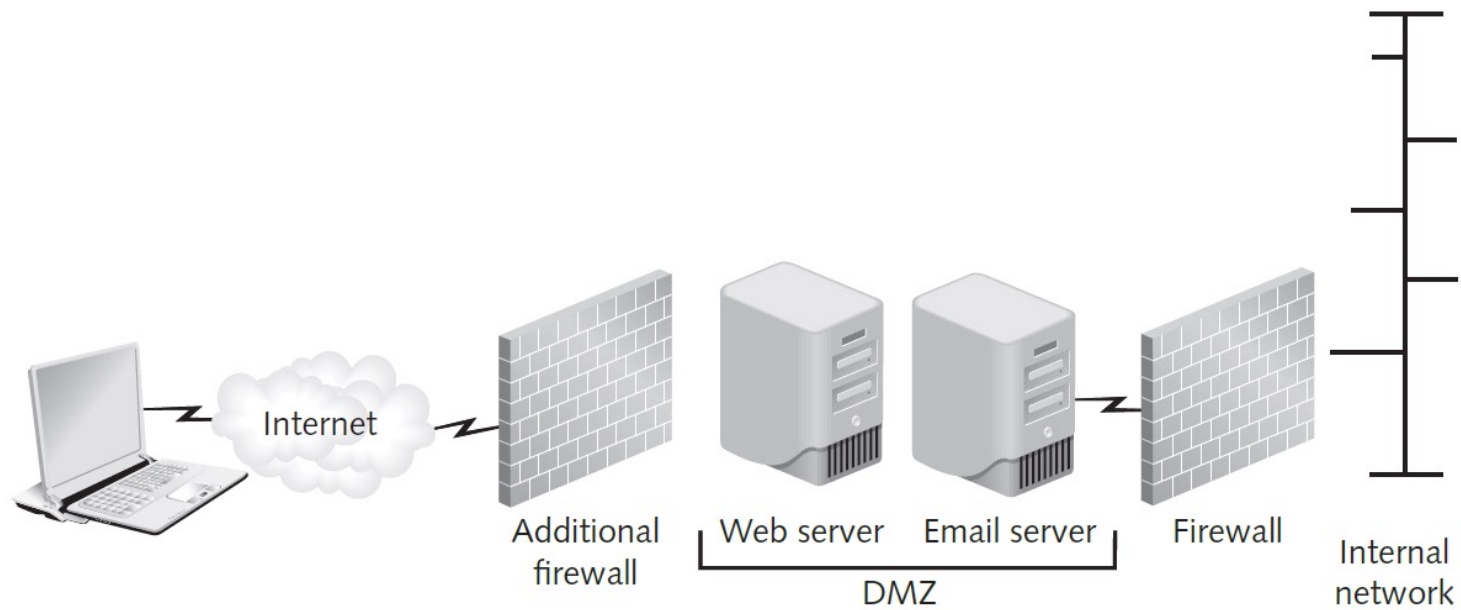 Internet
Additional
firewall
Web server
Email server
DMZ
Firewall
Internal
network